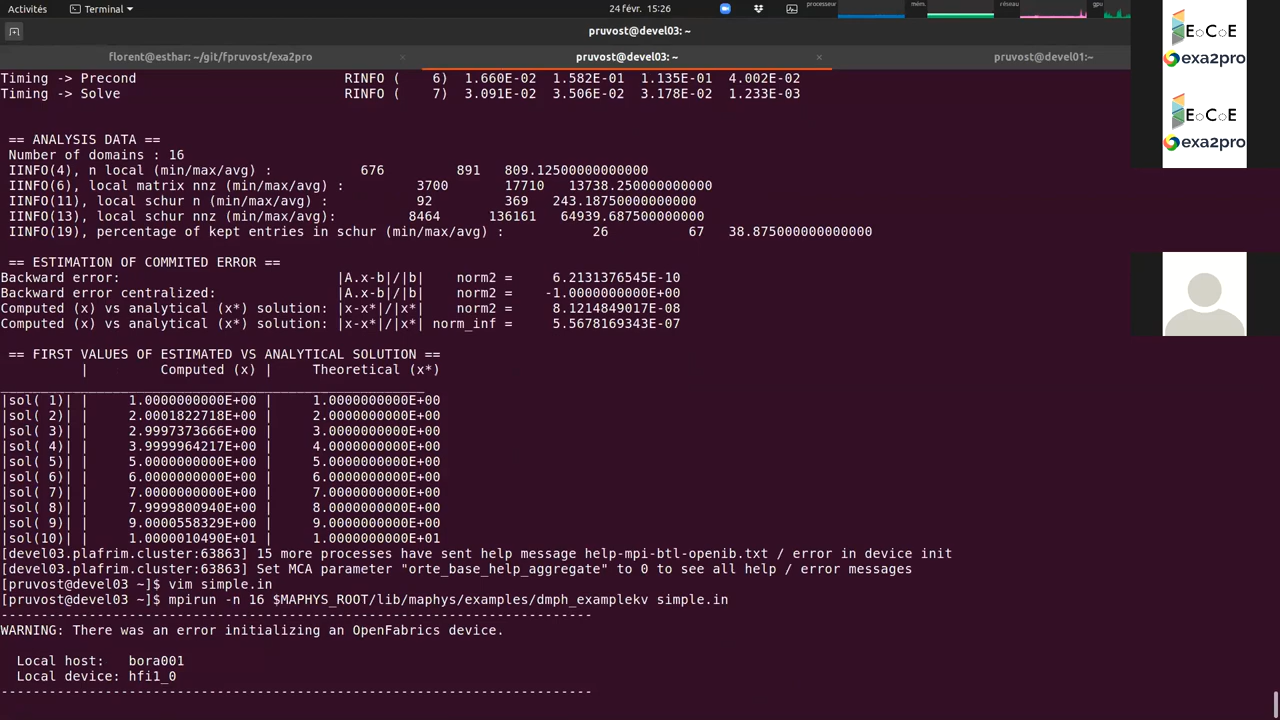 Activités
Terminal
24 févr. 15:26
processeur
mém.
réseau
gpu
pruvost@devel03: ~
florent@esthar: ~/git/fpruvost/exa2pro
×
pruvost@devel03: ~
×
pruvost@devel01:~
EoCoE
exa2pro
EoCoE
exa2pro
Timing -> Precond RINFO ( 6) 1.660E-02 1.582E-01 1.135E-01 4.002E-02
Timing -> Solve RINFO ( 7) 3.091E-02 3.506E-02 3.178E-02 1.233E-03
== ANALYSIS DATA ==
Number of domains : 16
IINFO(4), n local (min/max/avg) : 676 891 809.12500000000000
IINFO(6), local matrix nnz (min/max/avg) : 3700 17710 13738.250000000000
IINFO(11), local schur n (min/max/avg) : 92 369 243.18750000000000
IINFO(13), local schur nnz (min/max/avg): 8464 136161 64939.687500000000
IINFO(19), percentage of kept entries in schur (min/max/avg) : 26 67 38.875000000000000
== ESTIMATION OF COMMITED ERROR ==
Backward error: |A.x-b|/|b| norm2 = 6.2131376545E-10
Backward error centralized: |A.x-b|/|b| norm2 = -1.0000000000E+00
Computed (x) vs analytical (x*) solution: |x-x*|/|x*| norm2 = 8.1214849017E-08
Computed (x) vs analytical (x*) solution: |x-x*|/|x*| norm_inf = 5.5678169343E-07
== FIRST VALUES OF ESTIMATED VS ANALYTICAL SOLUTION ==
| Computed (x) | Theoretical (x*)
_____________________________________________________
|sol( 1)| | 1.0000000000E+00 | 1.0000000000E+00
|sol( 2)| | 2.0001822718E+00 | 2.0000000000E+00
|sol( 3)| | 2.9997373666E+00 | 3.0000000000E+00
|sol( 4)| | 3.9999964217E+00 | 4.0000000000E+00
|sol( 5)| | 5.0000000000E+00 | 5.0000000000E+00
|sol( 6)| | 6.0000000000E+00 | 6.0000000000E+00
|sol( 7)| | 7.0000000000E+00 | 7.0000000000E+00
|sol( 8)| | 7.9999800940E+00 | 8.0000000000E+00
|sol( 9)| | 9.0000558329E+00 | 9.0000000000E+00
|sol(10)| | 1.0000010490E+01 | 1.0000000000E+01
[devel03.plafrim.cluster:63863] 15 more processes have sent help message help-mpi-btl-openib.txt / error in device init
[devel03.plafrim.cluster:63863] Set MCA parameter "orte_base_help_aggregate" to 0 to see all help / error messages
[pruvost@devel03 ~]$ vim simple.in
[pruvost@devel03 ~]$ mpirun -n 16 $MAPHYS_ROOT/lib/maphys/examples/dmph_examplekv simple.in
--------------------------------------------------------------------------
WARNING: There was an error initializing an OpenFabrics device.
Local host: bora001
Local device: hfi1_0
--------------------------------------------------------------------------